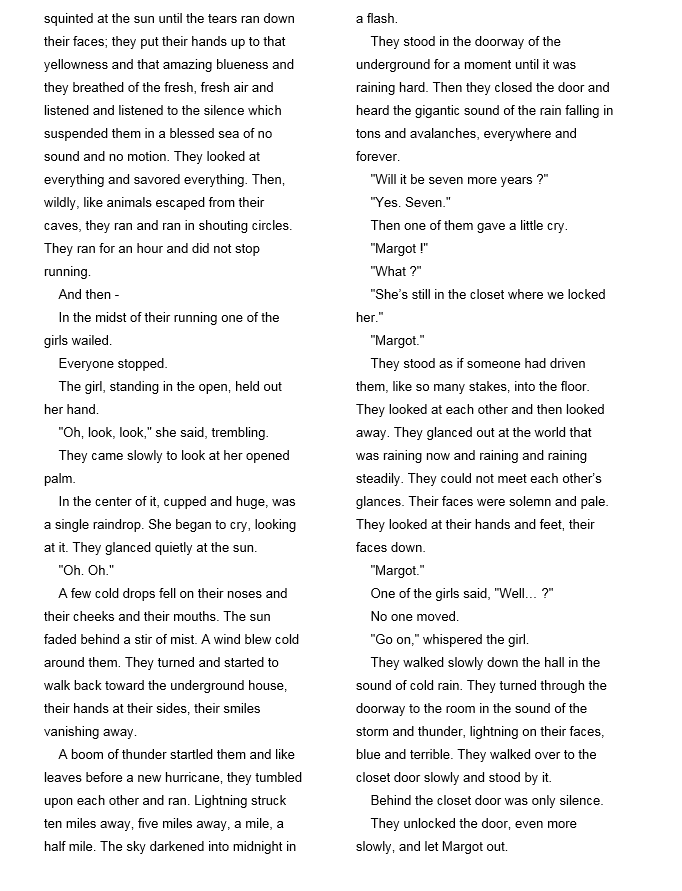 squinted at the sun until the tears ran down
their faces; they put their hands up to that
yellowness and that amazing blueness and
they breathed of the fresh, fresh air and
listened and listened to the silence which
suspended them in a blessed sea of no
sound and no motion. They looked at
everything and savored everything. Then,
wildly, like animals escaped from their
caves, they ran and ran in shouting circles.
They ran for an hour and did not stop
running.
And then -
In the midst of their running one of the
girls wailed.
Everyone stopped.
The girl, standing in the open, held out
her hand.
"Oh, look, look," she said, trembling.
They came slowly to look at her opened
palm.
In the center of it, cupped and huge, was
a single raindrop. She began to cry, looking
at it. They glanced quietly at the sun.
"Oh. Oh."
A few cold drops fell on their noses and
their cheeks and their mouths. The sun
faded behind a stir of mist. A wind blew cold
around them. They turned and started to
walk back toward the underground house,
their hands at their sides, their smiles
vanishing away.
A boom of thunder startled them and like
leaves before a new hurricane, they tumbled
upon each other and ran. Lightning struck
ten miles away, five miles away, a mile, a
half mile. The sky darkened into midnight in
a flash.
They stood in the doorway of the
underground for a moment until it was
raining hard. Then they closed the door and
heard the gigantic sound of the rain falling in
tons and avalanches, everywhere and
forever.
"Will it be seven more years ?"
"Yes. Seven."
Then one of them gave a little cry.
"Margot !"
"What ?"
"She’s still in the closet where we locked
her."
"Margot."
They stood as if someone had driven
them, like so many stakes, into the floor.
They looked at each other and then looked
away. They glanced out at the world that
was raining now and raining and raining
steadily. They could not meet each other’s
glances. Their faces were solemn and pale.
They looked at their hands and feet, their
faces down.
"Margot."
One of the girls said, "Well… ?"
No one moved.
"Go on," whispered the girl.
They walked slowly down the hall in the
sound of cold rain. They turned through the
doorway to the room in the sound of the
storm and thunder, lightning on their faces,
blue and terrible. They walked over to the
closet door slowly and stood by it.
Behind the closet door was only silence.
They unlocked the door, even more
slowly, and let Margot out.